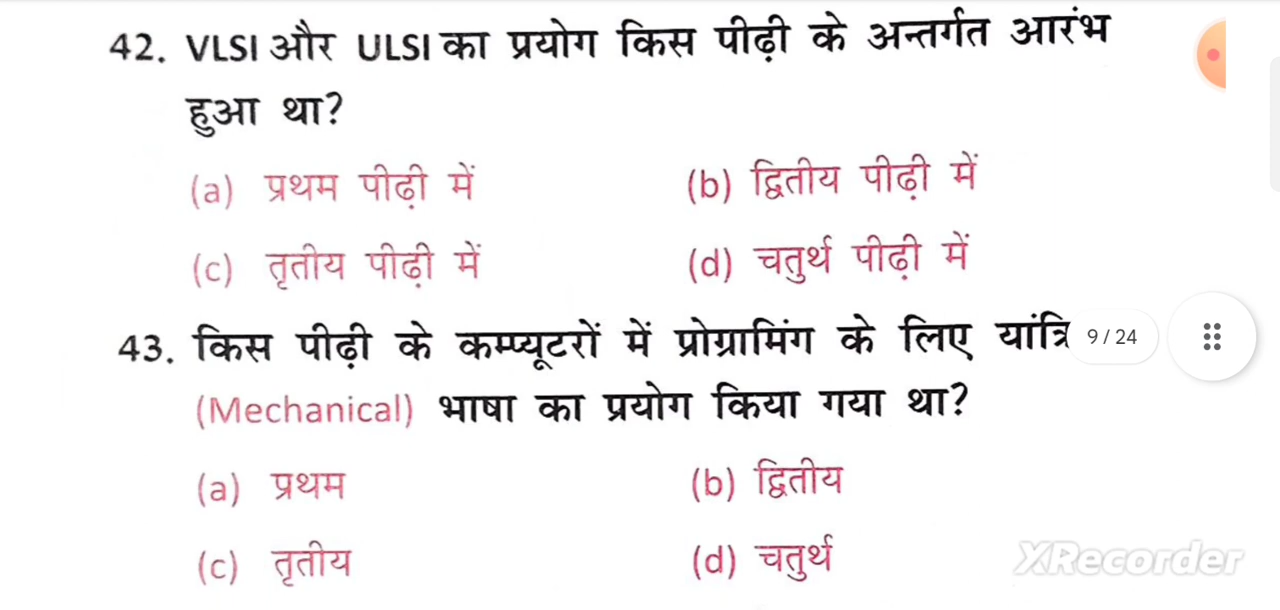 42. VLSI और ULSI का प्रयोग किस पीढ़ी के अन्तर्गत आरंभ
हुआ था?
(a) प्रथम पीढ़ी में (b) द्वितीय पीढ़ी में
(c) तृतीय पीढ़ी में (d) चतुर्थ पीढ़ी में
43. किस पीढ़ी के कम्प्यूटरों में प्रोग्रामिंग के लिए यांत्रि 9/24
(Mechanical) भाषा का प्रयोग किया गया था?
(a) प्रथम (b) द्वितीय
(c) तृतीय (d) चतुर्थ
XRecorder